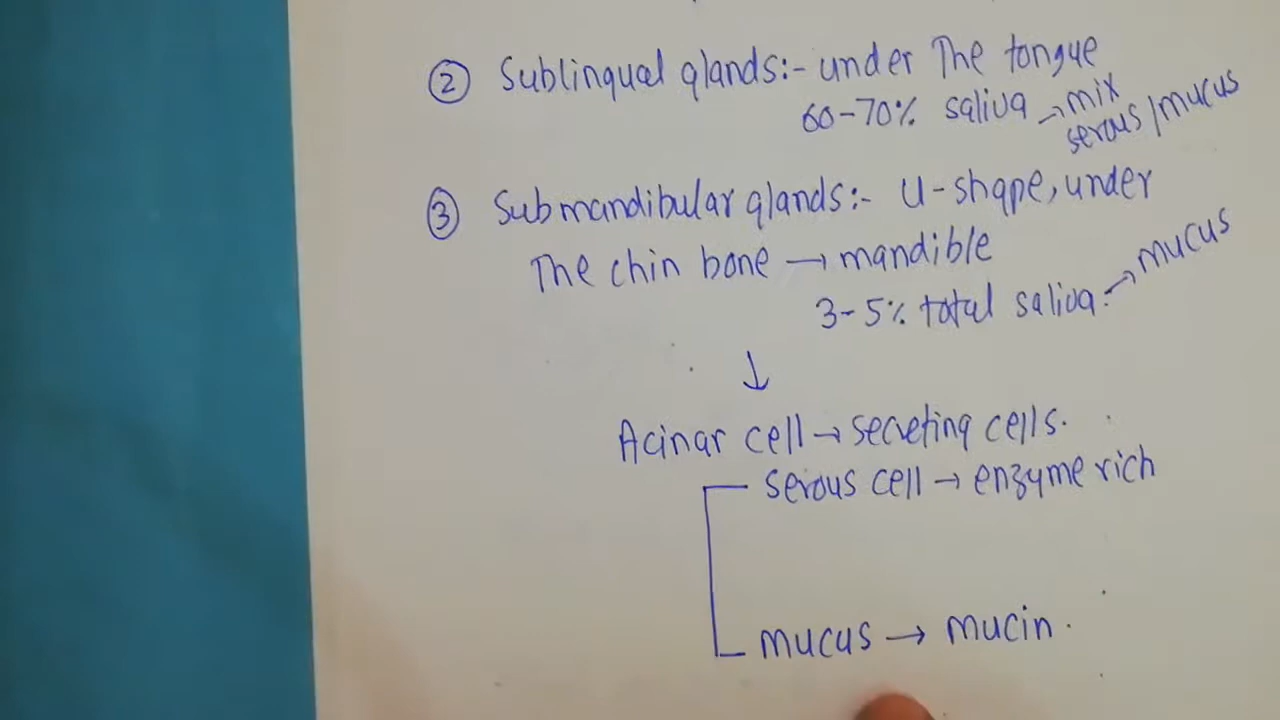 ② Sublingual glands:- under The tongue
60-70% saliva → mix
serous/mucus
③ Submandibular glands:- U-shape, under
The chin bone → mandible
3-5% total saliva. → mucus
↓
Acinar cell → secreting cells.
serous cell → enzyme rich
mucus → mucin.